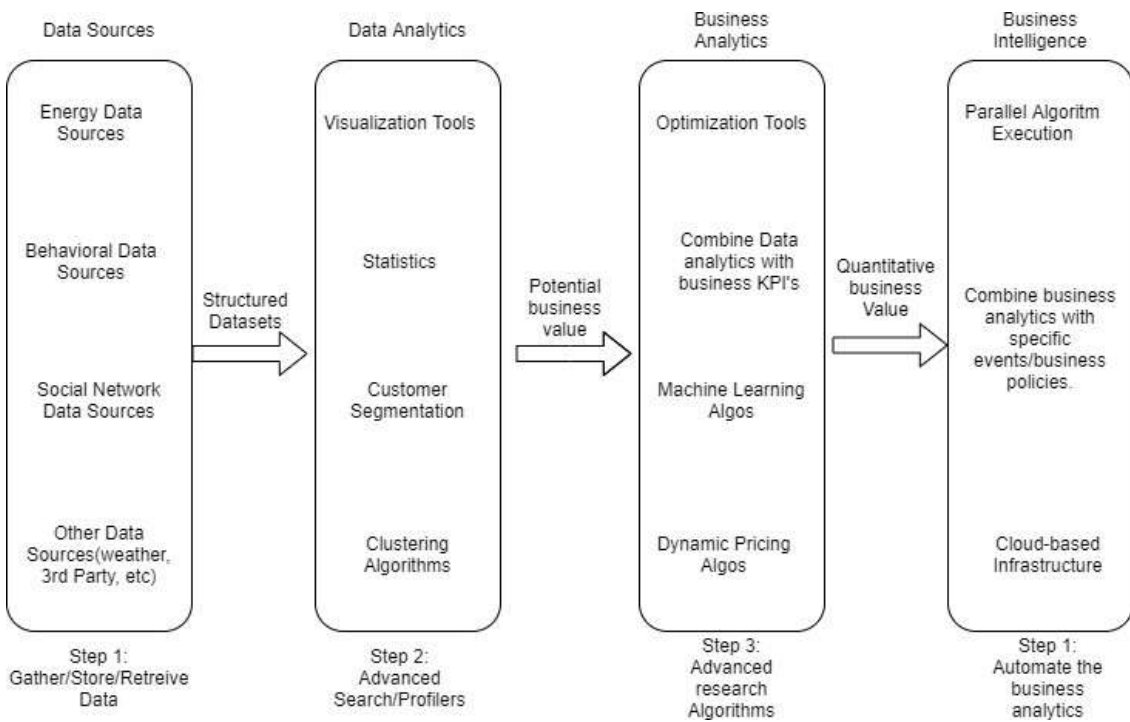 Data Sources
Energy Data
Sources
Behavioral Data
Sources
Social Network
Data Sources
Other Data
Sources(weather,
3rd Party, etc)
Step 1:
Gather/Store/Retreive
Data
Structured
Datasets
Data Analytics
Visualization Tools
Statistics
Customer
Segmentation
Clustering
Algorithms
Step 2:
Advanced
Search/Profilers
Potential
business
value
Business
Analytics
Optimization Tools
Combine Data
analytics with
business KPI's
Machine Learning
Algos
Dynamic Pricing
Algos
Step 3:
Advanced
research
Algorithms
Quantitative
business
Value
Business
Intelligence
Parallel Algoritm
Execution
Combine business
analytics with
specific
events/business
policies.
Cloud-based
Infrastructure
Step 1:
Automate the
business
analytics